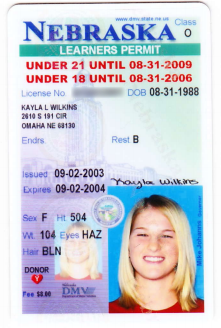 www.dmv.state.ne.us
NEBRASKA Class
LEARNERS PERMIT O
UNDER 21 UNTIL 08-31-2009
UNDER 18 UNTIL 08-31-2006
License No DOB 08-31-1988
KAYLA L WILKINS
2610 S 191 CIR
OMAHA NE 68130
Endrs Rest B
Issued 09-02-2003
Expires 09-02-2004
Kayla Wilkins
Sex F Ht 504
Wt 104 Eyes HAZ
Hair BLN
DONOR
Fee $8.00
Nebraska
DMV